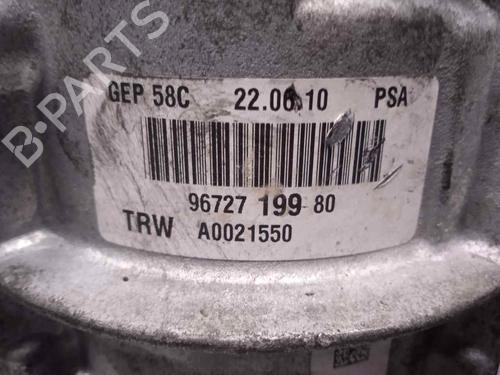 B-PARTS
GEP 58C 22.06.10 PSA
96727 199 80
TRW A0021550